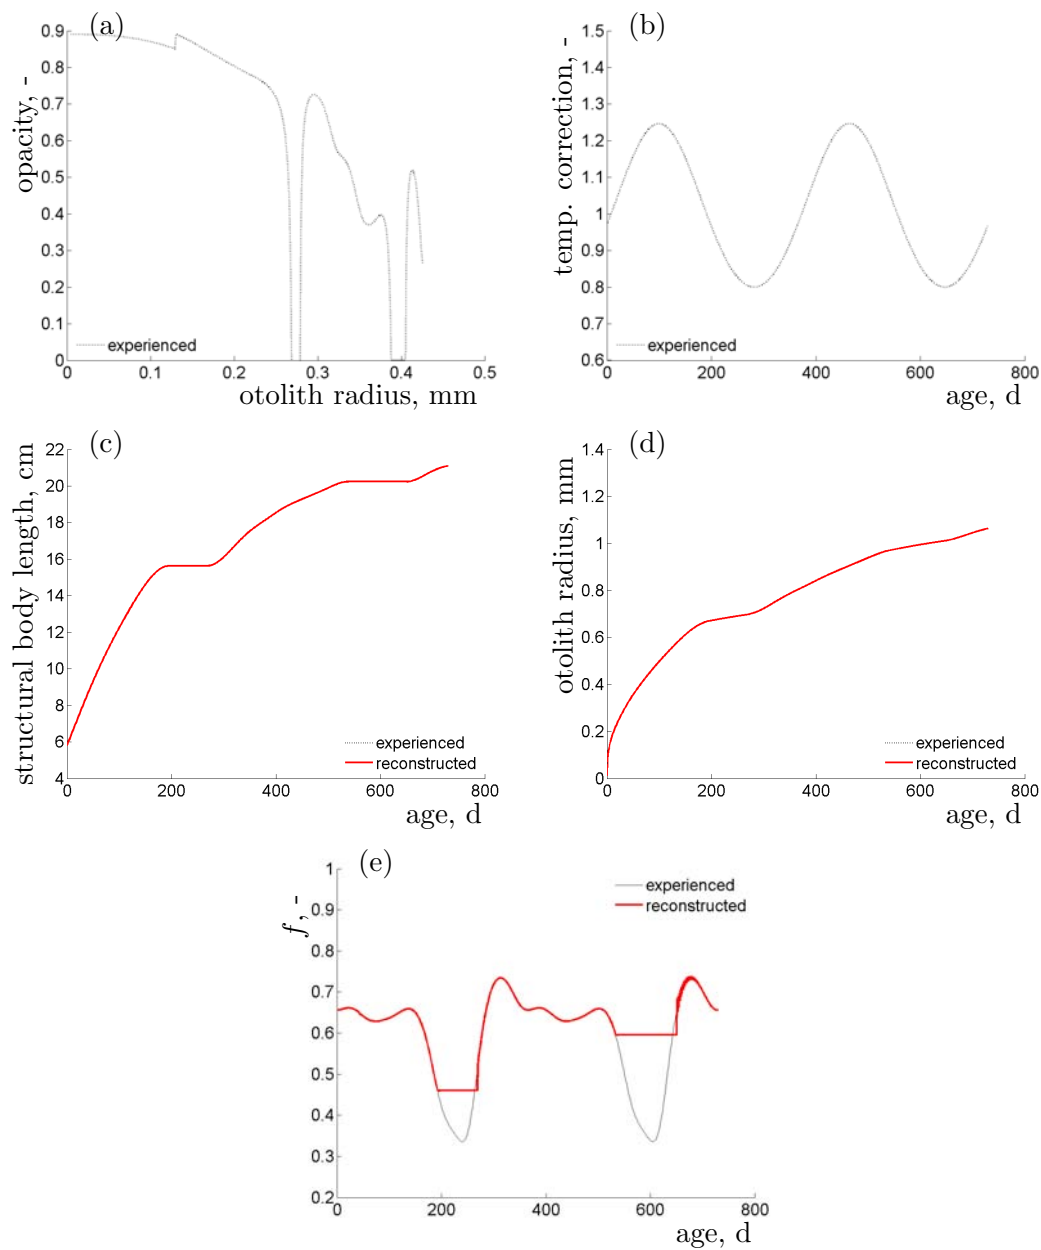 (a)
opacity, -
0.9
0.8
0.7
0.6
0.5
0.4
0.3
0.2
0.1
0
experienced
0 0.1 0.2 0.3 0.4 0.5
otolith radius, mm
(b)
temp. correction, -
1.5
1.4
1.3
1.2
1.1
1
0.9
0.8
0.7
0.6
experienced
0 200 400 600 800
age, d
(c)
structural body length, cm
22
20
18
16
14
12
10
8
6
4
experienced
reconstructed
0 200 400 600 800
age, d
(d)
otolith radius, mm
1.4
1.2
1
0.8
0.6
0.4
0.2
0
experienced
reconstructed
0 200 400 600 800
age, d
(e)
f, -
1
0.9
0.8
0.7
0.6
0.5
0.4
0.3
0.2
experienced
reconstructed
0 200 400 600 800
age, d